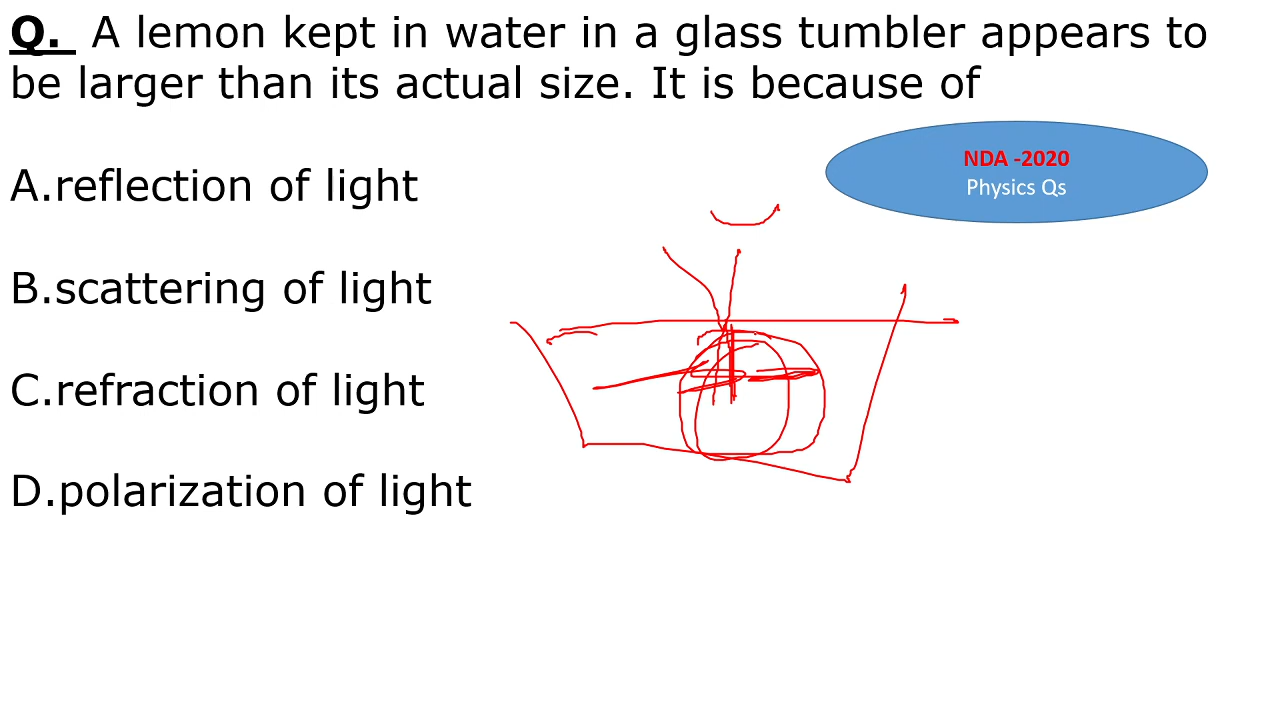 Q. A lemon kept in water in a glass tumbler appears to
be larger than its actual size. It is because of
NDA -2020
Physics Qs
A.reflection of light
B.scattering of light
C.refraction of light
D.polarization of light